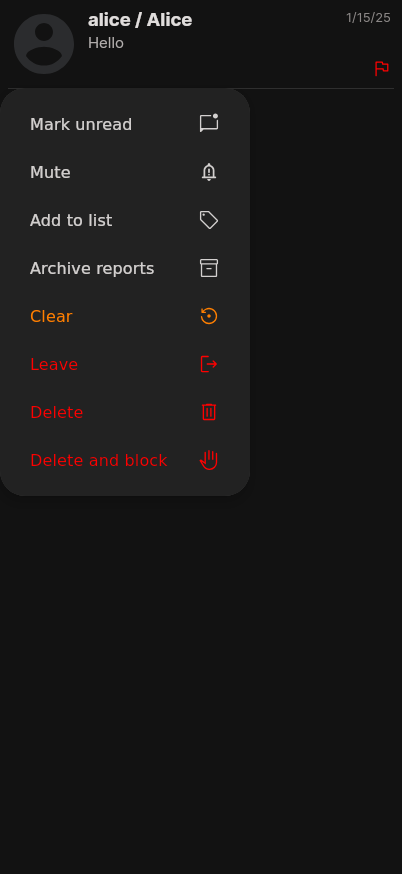 alice / Alice
1/15/25
Hello
Mark unread
Mute
Add to list
Archive reports
Clear
Leave
Delete
Delete and block